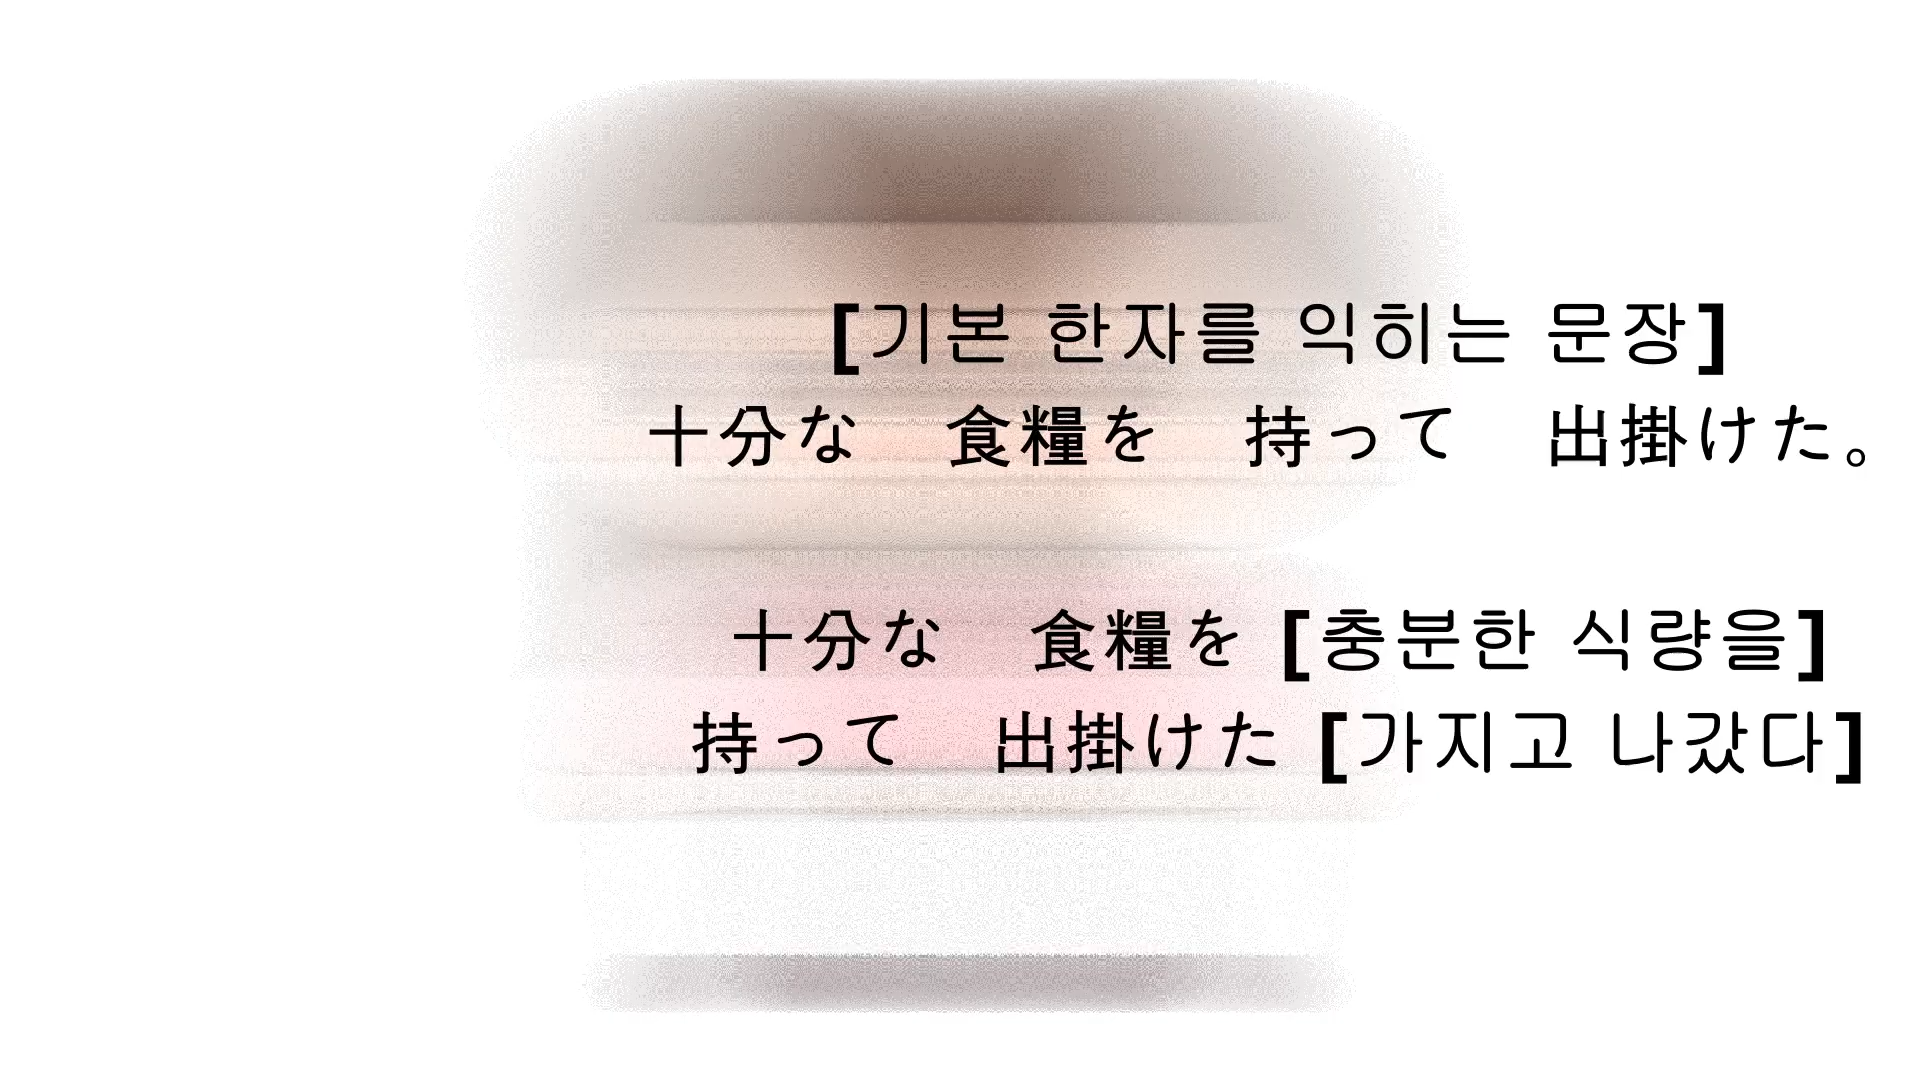 [기본 한자를 익히는 문장]
十分な　食糧を　持って　出掛けた。
十分な　食糧を [충분한 식량을]
持って　出掛けた [가지고 나갔다]